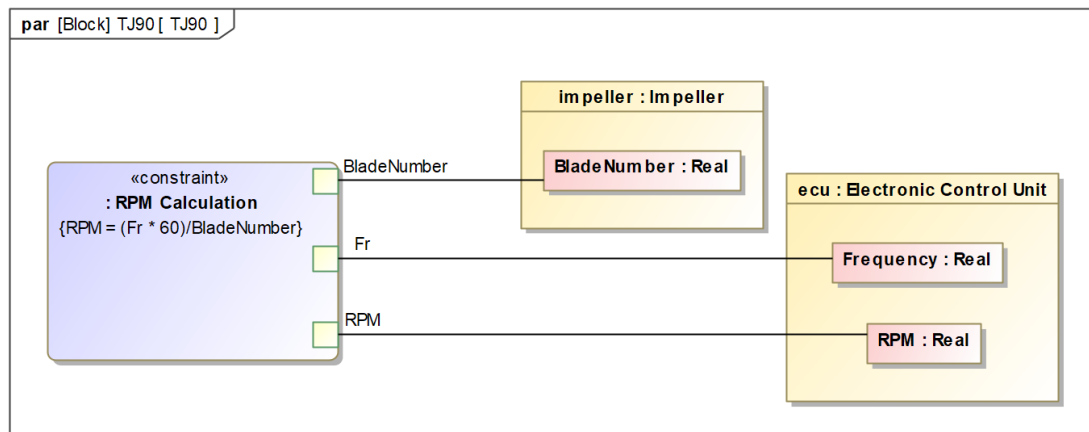 par [Block] TJ90 [ TJ90 ]
impeller : Impeller
BladeNumber : Real
BladeNumber
«constraint»
: RPM Calculation
{RPM = (Fr * 60)/BladeNumber}
ecu : Electronic Control Unit
Fr
Frequency : Real
RPM
RPM : Real